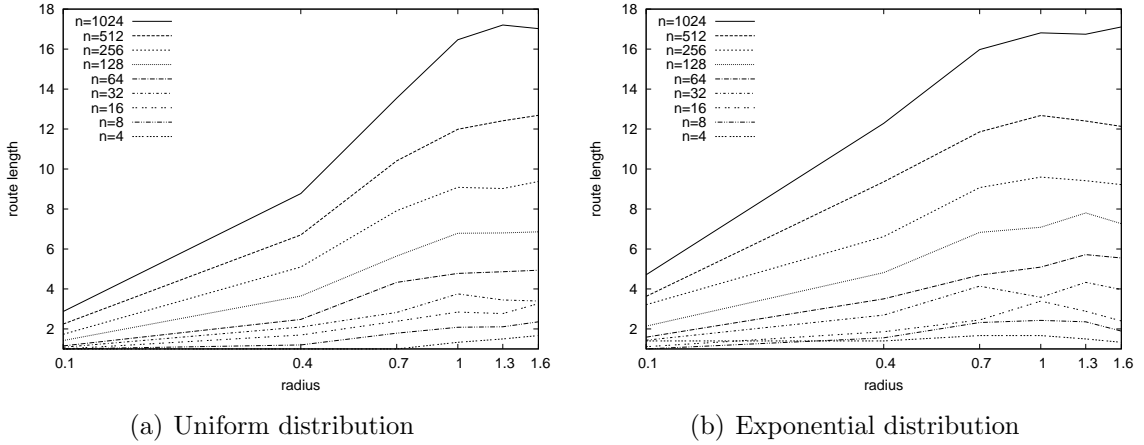 18
16
14
12
10
8
6
4
2
route length
n=1024
n=512
n=256
n=128
n=64
n=32
n=16
n=8
n=4
0.1 0.4 0.7 1 1.3 1.6
radius
(a) Uniform distribution
18
16
14
12
10
8
6
4
2
route length
n=1024
n=512
n=256
n=128
n=64
n=32
n=16
n=8
n=4
0.1 0.4 0.7 1 1.3 1.6
radius
(b) Exponential distribution